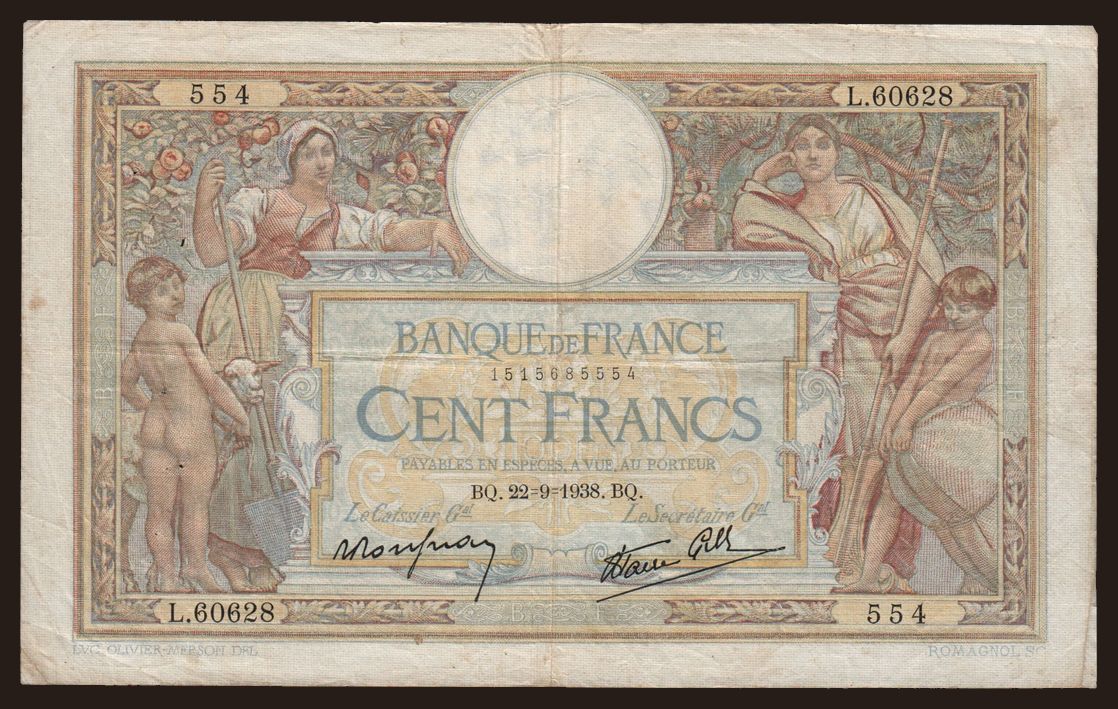 554 L.60628
BANQUE DE FRANCE
1515685554
CENT FRANCS
PAYABLES EN ESPÈCES, A VUE, AU PORTEUR
BQ. 22=9=1938. BQ.
Le Caissier Gal Le Secrétaire Gal
L.60628 554
LVC. OLIVIER-MERSON DEL ROMAGNOL SC